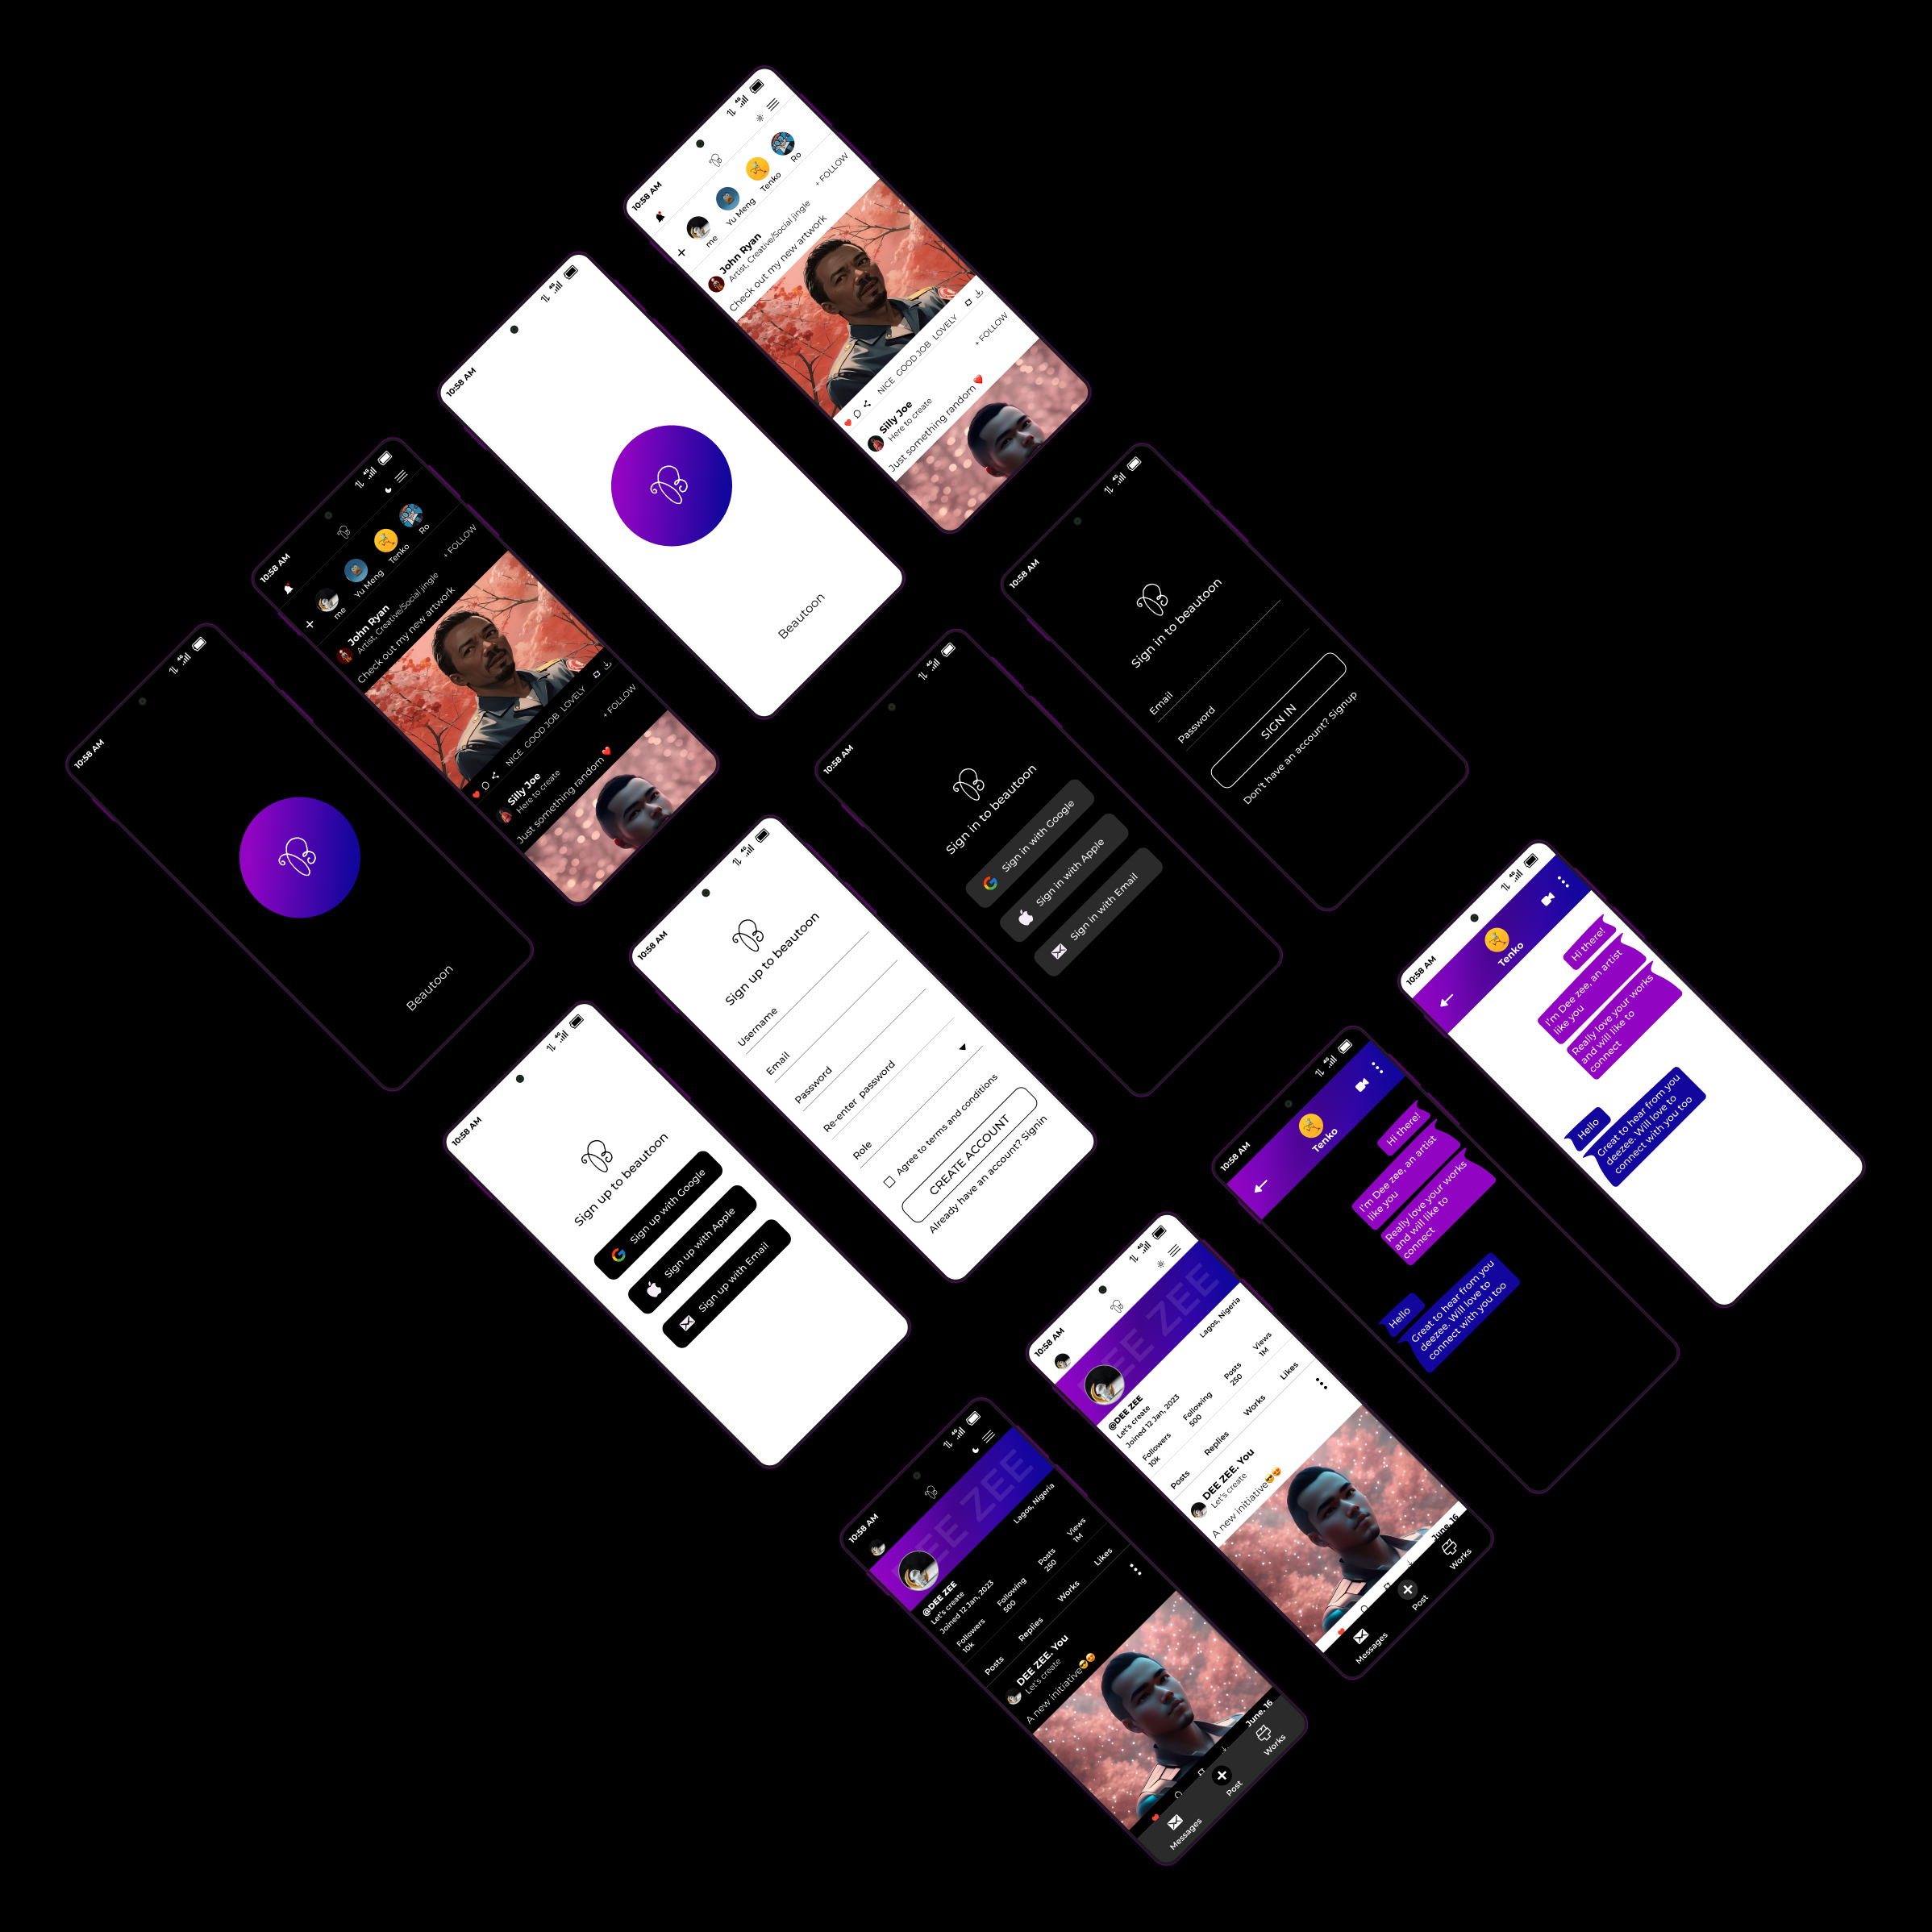 10:58 AM
4G
me
Yu Meng
Tenko
Ro
John Ryan
+ FOLLOW
Artist, Creative/Social jingle
Check out my new artwork
NICE GOOD JOB LOVELY
Silly Joe
+ FOLLOW
Here to create
Just something random
10:58 AM
4G
Beautoon
10:58 AM
4G
me
Yu Meng
Tenko
Ro
John Ryan
+ FOLLOW
Artist, Creative/Social jingle
Check out my new artwork
NICE GOOD JOB LOVELY
Silly Joe
+ FOLLOW
Here to create
Just something random
10:58 AM
4G
Beautoon
10:58 AM
4G
Sign in to beautoon
Email
Password
SIGN IN
Don't have an account? Signup
10:58 AM
4G
Sign in to beautoon
Sign in with Google
Sign in with Apple
Sign in with Email
10:58 AM
4G
Sign up to beautoon
Username
Email
Password
Re-enter password
Role
Agree to terms and conditions
CREATE ACCOUNT
Already have an account? Signin
10:58 AM
4G
Sign up to beautoon
Sign up with Google
Sign up with Apple
Sign up with Email
10:58 AM
4G
Tenko
Hi there!
I'm Dee zee, an artist
like you
Really love your works
and will like to
connect
Hello
Great to hear from you
deezee. Will love to
connect with you too
10:58 AM
4G
Tenko
Hi there!
I'm Dee zee, an artist
like you
Really love your works
and will like to
connect
Hello
Great to hear from you
deezee. Will love to
connect with you too
10:58 AM
4G
DEE ZEE
@DEE ZEE
Lagos, Nigeria
Let's create
Joined 12 Jan, 2023
Followers Following Posts Views
10k 500 250 1M
Posts Replies Works Likes
DEE ZEE. You
Let's create
A new initiative😎😍
June. 16
Messages Post Works
10:58 AM
4G
DEE ZEE
@DEE ZEE
Lagos, Nigeria
Let's create
Joined 12 Jan, 2023
Followers Following Posts Views
10k 500 250 1M
Posts Replies Works Likes
DEE ZEE. You
Let's create
A new initiative😎😍
June. 16
Messages Post Works